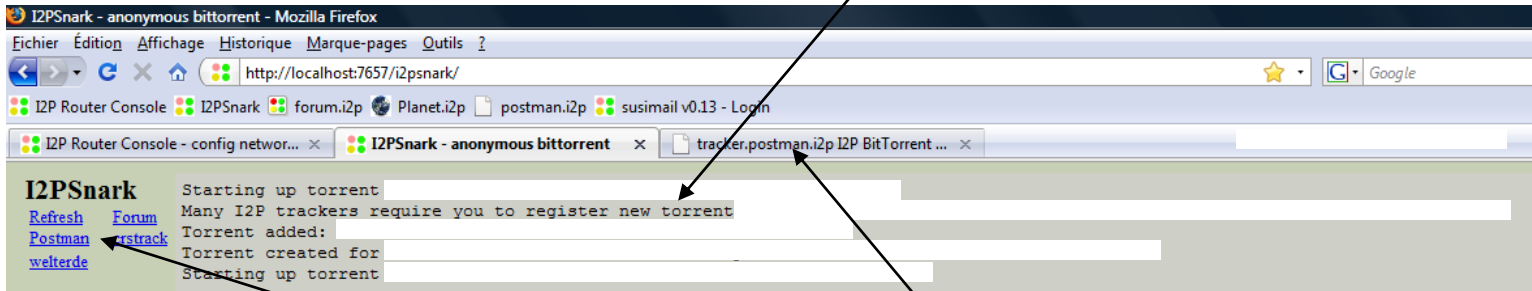 I2PSnark - anonymous bittorrent - Mozilla Firefox
Fichier Édition Affichage Historique Marque-pages Outils ?
http://localhost:7657/i2psnark/ Google
I2P Router Console I2PSnark forum.i2p Planet.i2p postman.i2p susimail v0.13 - Login
I2P Router Console - config networ... I2PSnark - anonymous bittorrent tracker.postman.i2p I2P BitTorrent ...
I2PSnark
Refresh Forum
Postman
welterde
Starting up torrent
Many I2P trackers require you to register new torrent
Torrent added:
Torrent created for
Starting up torrent